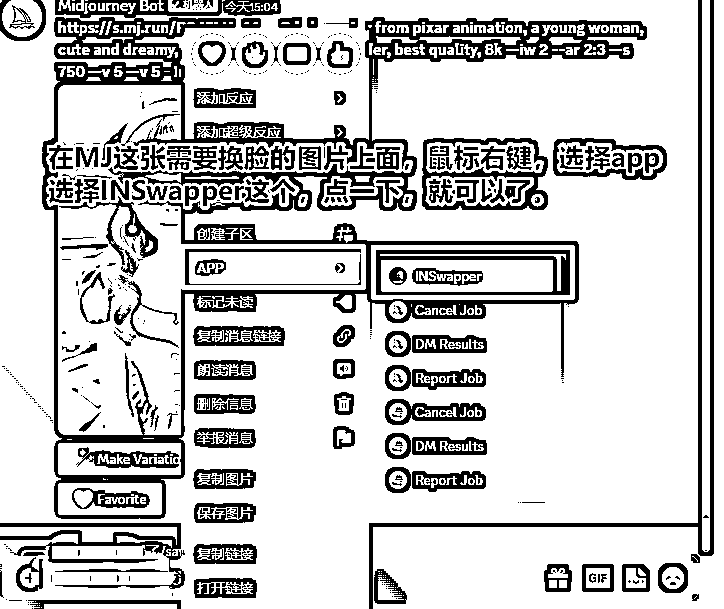 Midjourney Bot 机器人 今天15:04
https://s.mj.run/ from pixar animation, a young woman,
cute and dreamy, ler, best quality, 8k —iw 2 —ar 2:3 —s
750 —v 5 —v 5 -
添加反应
添加超级反应
在MJ这张需要换脸的图片上面，鼠标右键，选择app
选择INSwapper这个，点一下，就可以了。
创建子区
APP
INSwapper
标记未读
Cancel Job
复制消息链接
DM Results
朗读消息
Report Job
删除信息
Cancel Job
举报消息
DM Results
Make Variatio
复制图片
Report Job
Favorite
保存图片
复制链接
GIF
打开链接